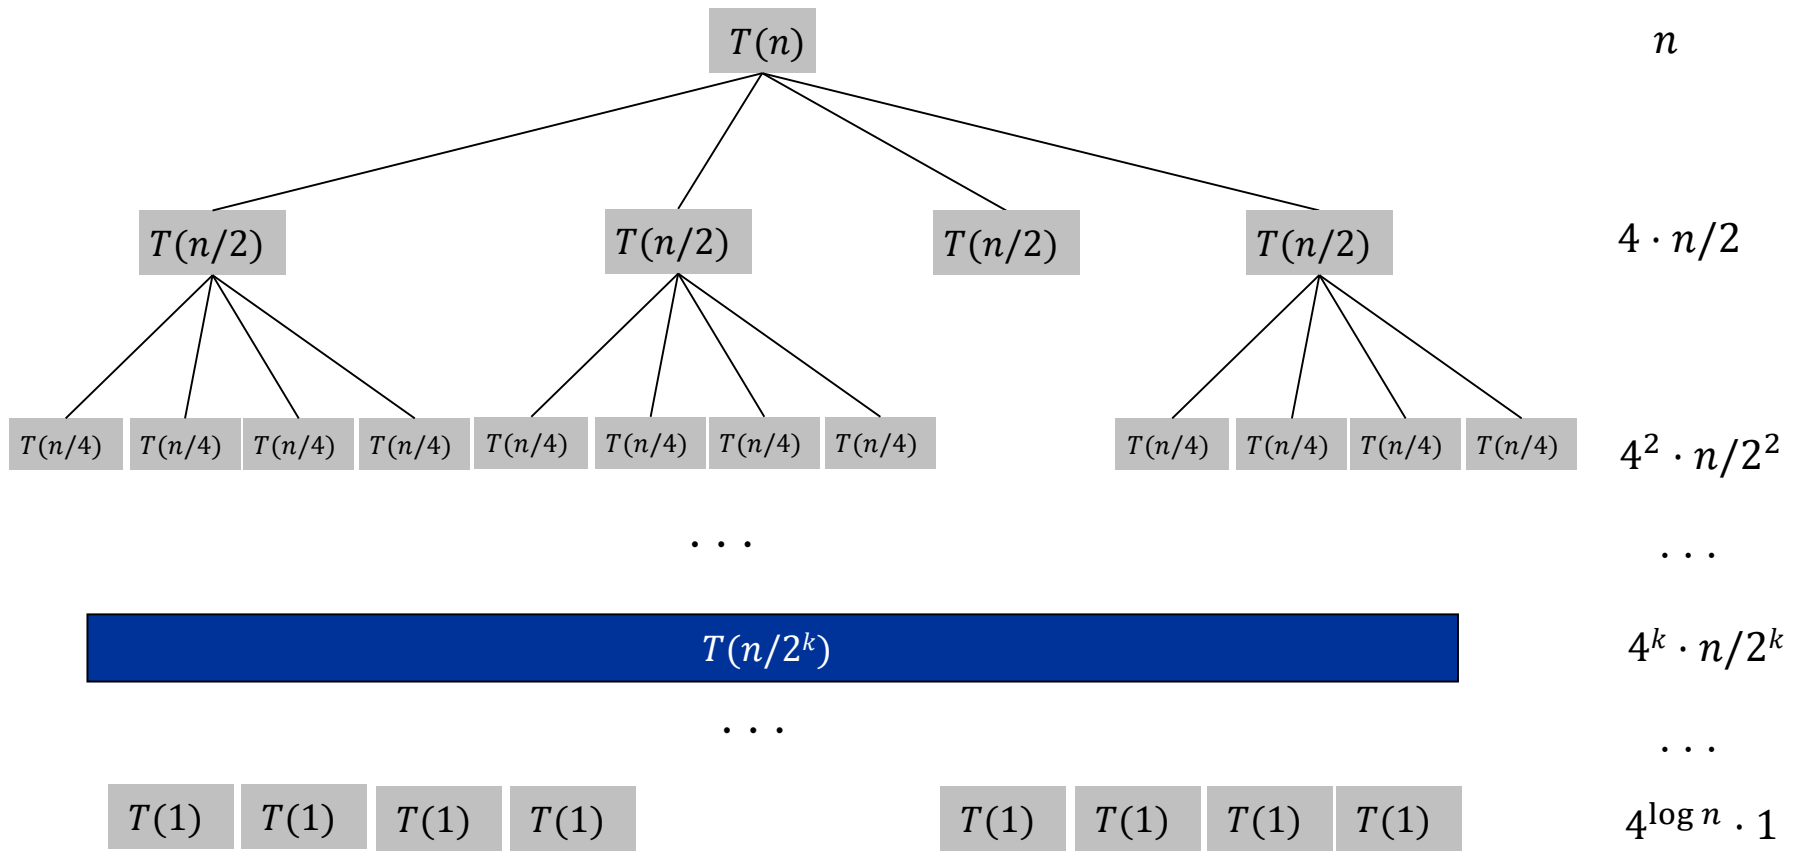 T(n) n
T(n/2) T(n/2) T(n/2) T(n/2) 4 · n/2
T(n/4) T(n/4) T(n/4) T(n/4) T(n/4) T(n/4) T(n/4) T(n/4) T(n/4) T(n/4) T(n/4) T(n/4) 4² · n/2²
. . . . . .
T(n/2ᵏ) 4ᵏ · n/2ᵏ
. . . . . .
T(1) T(1) T(1) T(1) T(1) T(1) T(1) T(1) 4^{log n} · 1